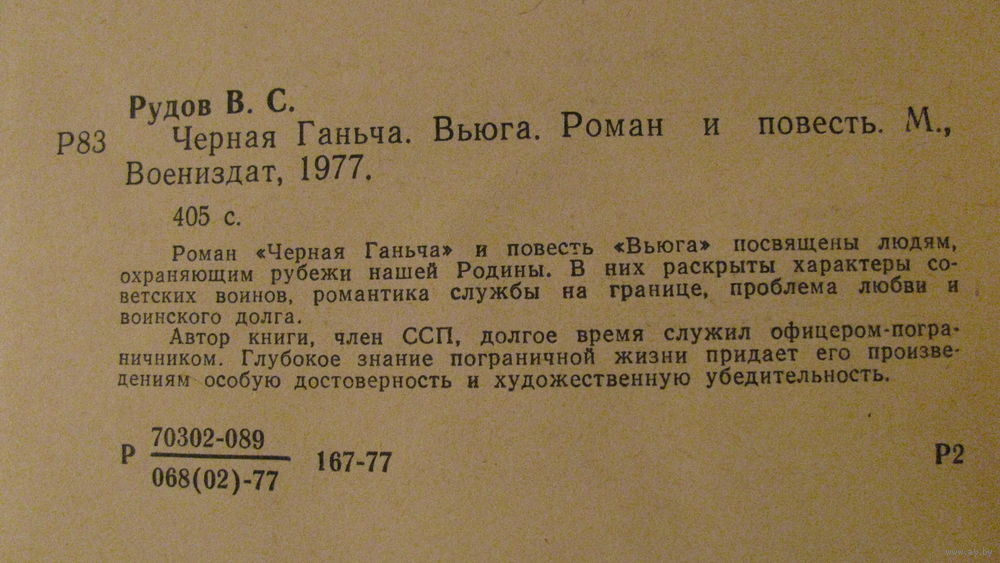 Рудов В. С.
Р83 Черная Ганьча. Вьюга. Роман и повесть. М.,
Воениздат, 1977.
405 с.
Роман «Черная Ганьча» и повесть «Вьюга» посвящены людям,
охраняющим рубежи нашей Родины. В них раскрыты характеры со-
ветских воинов, романтика службы на границе, проблема любви и
воинского долга.
Автор книги, член ССП, долгое время служил офицером-погра-
ничником. Глубокое знание пограничной жизни придает его произве-
дениям особую достоверность и художественную убедительность.
Р 70302-089 167-77 Р2
068(02)-77
www.ay.by